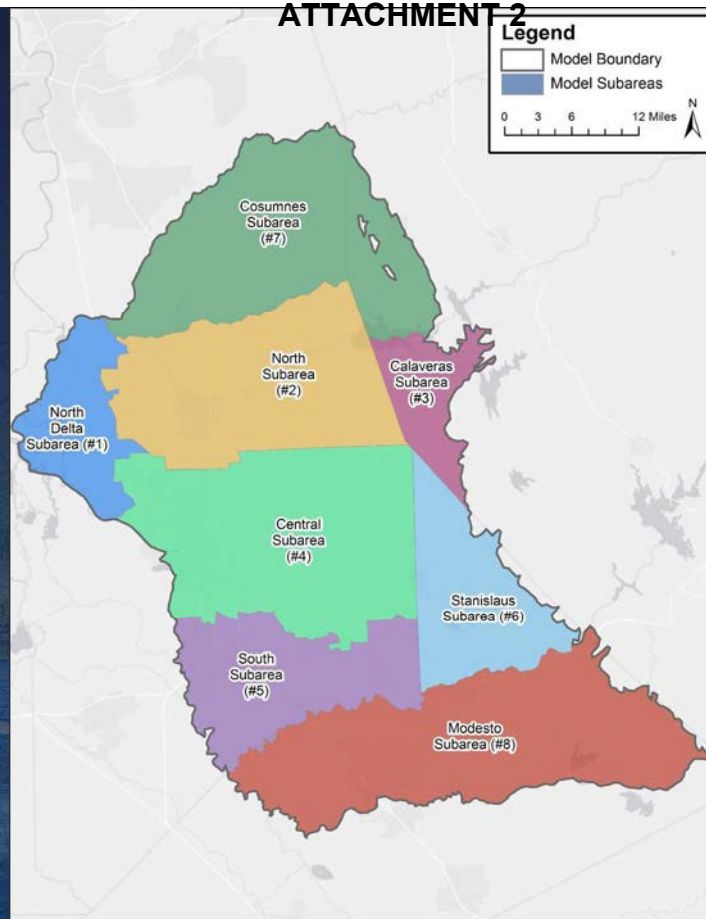 ATTACHMENT 2
Legend
Model Boundary
Model Subareas
0 3 6 12 Miles
N
Cosumnes
Subarea
(#7)
North
Subarea
(#2)
Calaveras
Subarea
(#3)
North
Delta
Subarea (#1)
Central
Subarea
(#4)
Stanislaus
Subarea (#6)
South
Subarea
(#5)
Modesto
Subarea (#8)